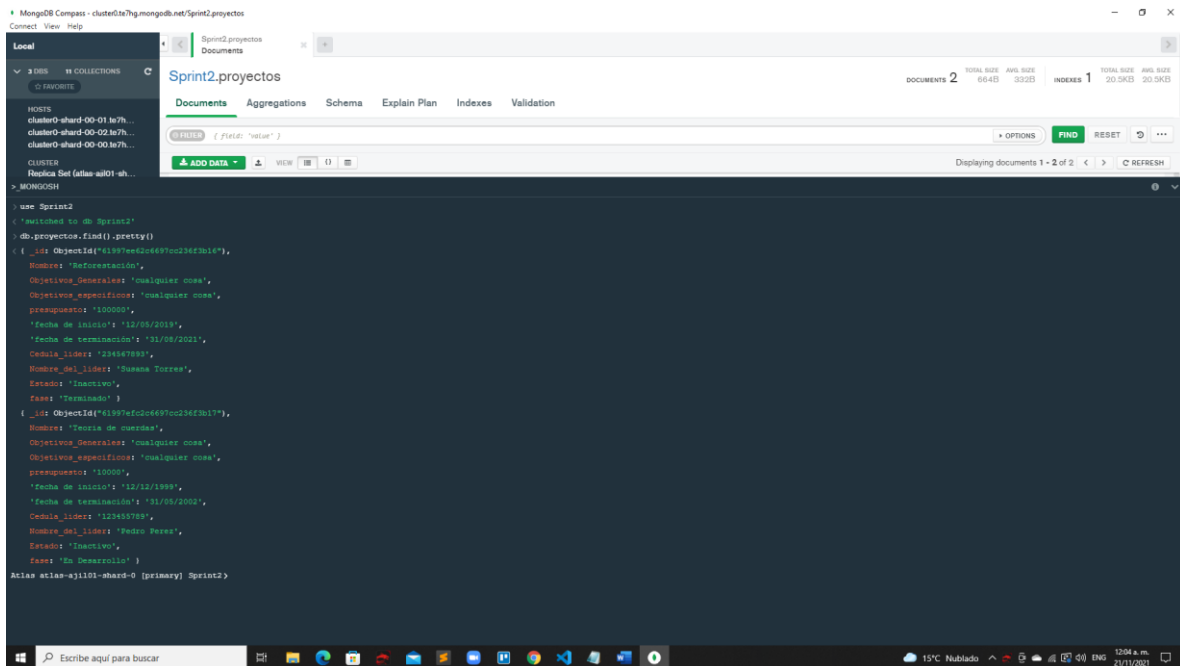 MongoDB Compass - cluster0.te7hg.mongodb.net/Sprint2.proyectos
Connect View Help
Local
3 DBS 11 COLLECTIONS
FAVORITE
HOSTS
cluster0-shard-00-01.te7h...
cluster0-shard-00-02.te7h...
cluster0-shard-00-00.te7h...
CLUSTER
Replica Set (atlas-ajil01-sh...
Sprint2.proyectos
Documents
Sprint2.proyectos
DOCUMENTS 2 TOTAL SIZE 664B AVG. SIZE 332B INDEXES 1 TOTAL SIZE 20.5KB AVG. SIZE 20.5KB
Documents Aggregations Schema Explain Plan Indexes Validation
FILTER { field: 'value' } OPTIONS FIND RESET ...
ADD DATA VIEW {} Displaying documents 1 - 2 of 2 < > REFRESH
>_MONGOSH
> use Sprint2
< 'switched to db Sprint2'
> db.proyectos.find().pretty()
< { _id: ObjectId("61997ee62c6697cc236f3b16"),
Nombre: 'Reforestación',
Objetivos_Generales: 'cualquier cosa',
Objetivos_especificos: 'cualquier cosa',
presupuesto: '100000',
'fecha de inicio': '12/05/2019',
'fecha de terminación': '31/08/2021',
Cedula_lider: '234567893',
Nombre_del_lider: 'Susana Torres',
Estado: 'Inactivo',
fase: 'Terminado' }
{ _id: ObjectId("61997efc2c6697cc236f3b17"),
Nombre: 'Teoria de cuerdas',
Objetivos_Generales: 'cualquier cosa',
Objetivos_especificos: 'cualquier cosa',
presupuesto: '10000',
'fecha de inicio': '12/12/1999',
'fecha de terminación': '31/05/2002',
Cedula_lider: '123455789',
Nombre_del_lider: 'Pedro Perez',
Estado: 'Inactivo',
fase: 'En Desarrollo' }
Atlas atlas-ajil01-shard-0 [primary] Sprint2>
Escribe aquí para buscar
15°C Nublado ENG 12:04 a. m.
21/11/2021